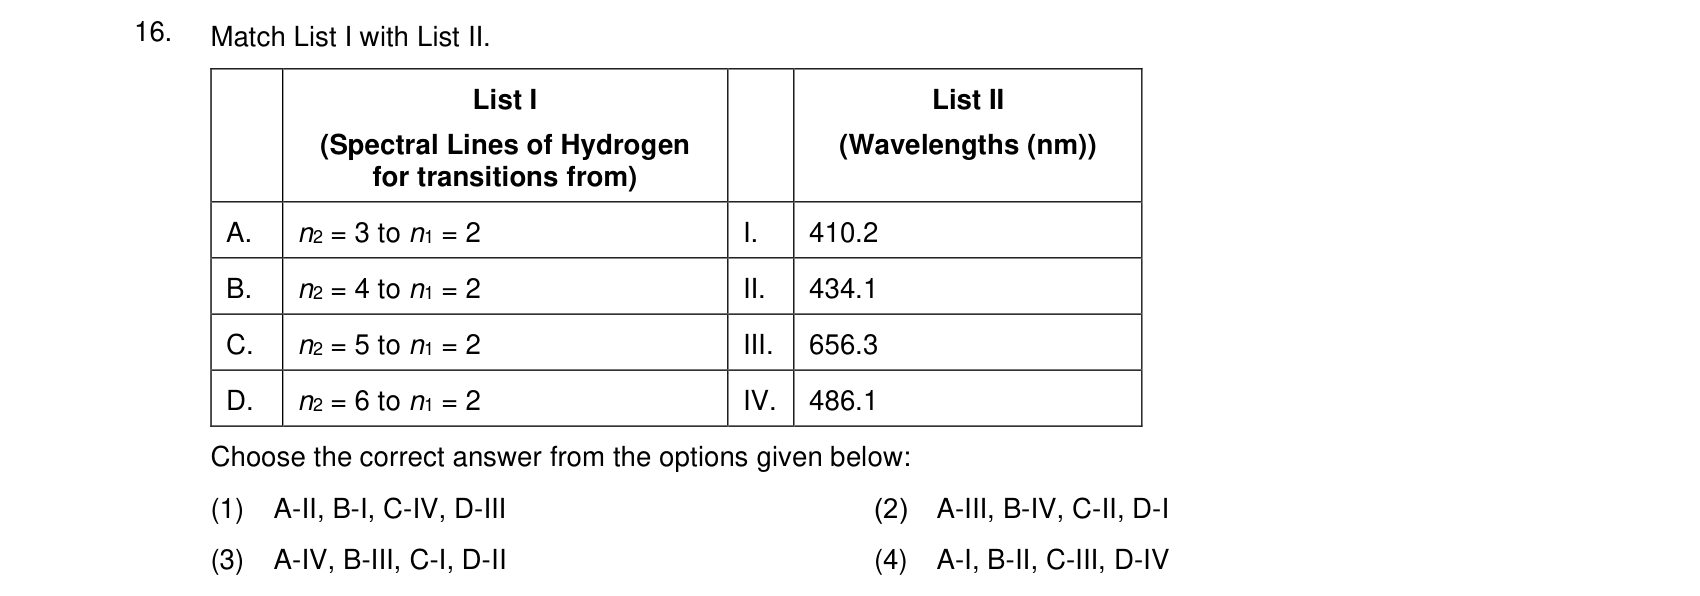 16. Match List I with List II.
List I List II
(Spectral Lines of Hydrogen (Wavelengths (nm))
for transitions from)
A. n₂ = 3 to n₁ = 2 I. 410.2
B. n₂ = 4 to n₁ = 2 II. 434.1
C. n₂ = 5 to n₁ = 2 III. 656.3
D. n₂ = 6 to n₁ = 2 IV. 486.1
Choose the correct answer from the options given below:
(1) A-II, B-I, C-IV, D-III (2) A-III, B-IV, C-II, D-I
(3) A-IV, B-III, C-I, D-II (4) A-I, B-II, C-III, D-IV